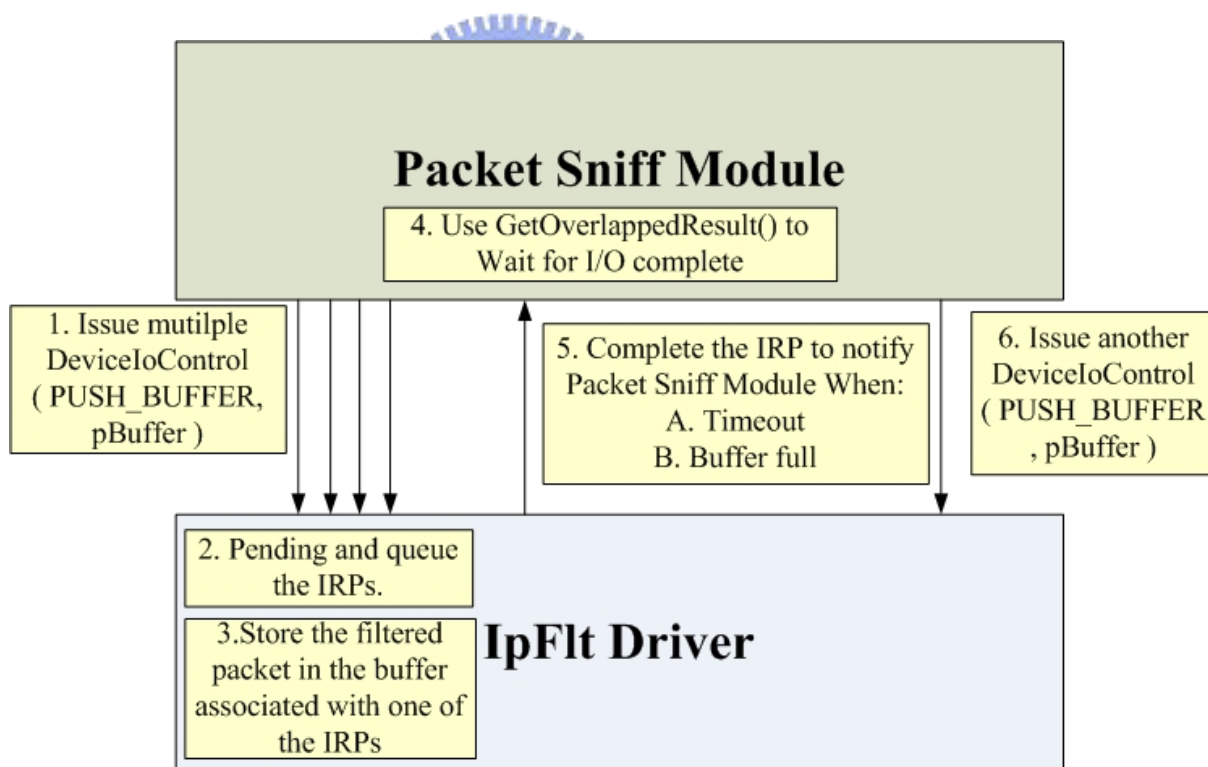 Packet Sniff Module
4. Use GetOverlappedResult() to
Wait for I/O complete
1. Issue mutilple
DeviceIoControl
( PUSH_BUFFER,
pBuffer )
5. Complete the IRP to notify
Packet Sniff Module When:
A. Timeout
B. Buffer full
6. Issue another
DeviceIoControl
( PUSH_BUFFER
, pBuffer )
2. Pending and queue
the IRPs.
3.Store the filtered
packet in the buffer
associated with one of
the IRPs
IpFlt Driver